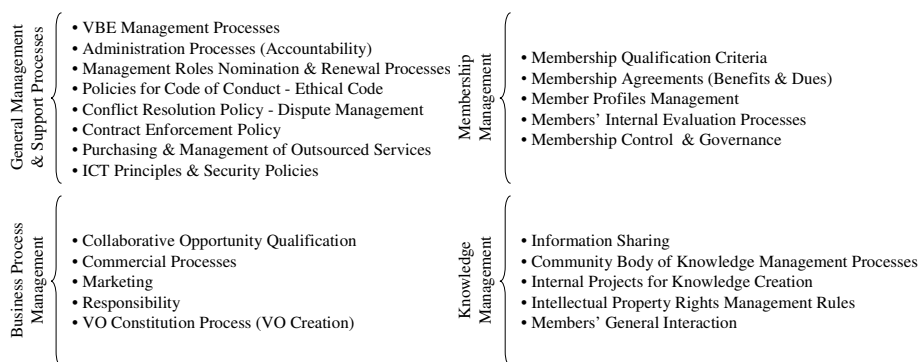 General Management
& Support Processes
• VBE Management Processes
• Administration Processes (Accountability)
• Management Roles Nomination & Renewal Processes
• Policies for Code of Conduct - Ethical Code
• Conflict Resolution Policy - Dispute Management
• Contract Enforcement Policy
• Purchasing & Management of Outsourced Services
• ICT Principles & Security Policies
Membership
Management
• Membership Qualification Criteria
• Membership Agreements (Benefits & Dues)
• Member Profiles Management
• Members’ Internal Evaluation Processes
• Membership Control & Governance
Business Process
Management
• Collaborative Opportunity Qualification
• Commercial Processes
• Marketing
• Responsibility
• VO Constitution Process (VO Creation)
Knowledge
Management
• Information Sharing
• Community Body of Knowledge Management Processes
• Internal Projects for Knowledge Creation
• Intellectual Property Rights Management Rules
• Members’ General Interaction